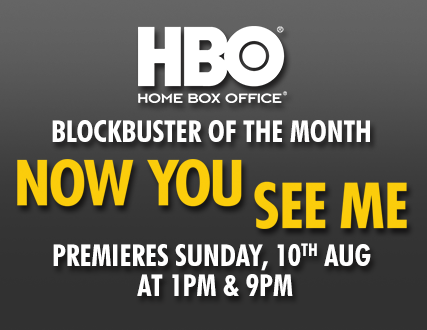 HBO®
HOME BOX OFFICE®
BLOCKBUSTER OF THE MONTH
NOW YOU SEE ME
PREMIERES SUNDAY, 10TH AUG
AT 1PM & 9PM